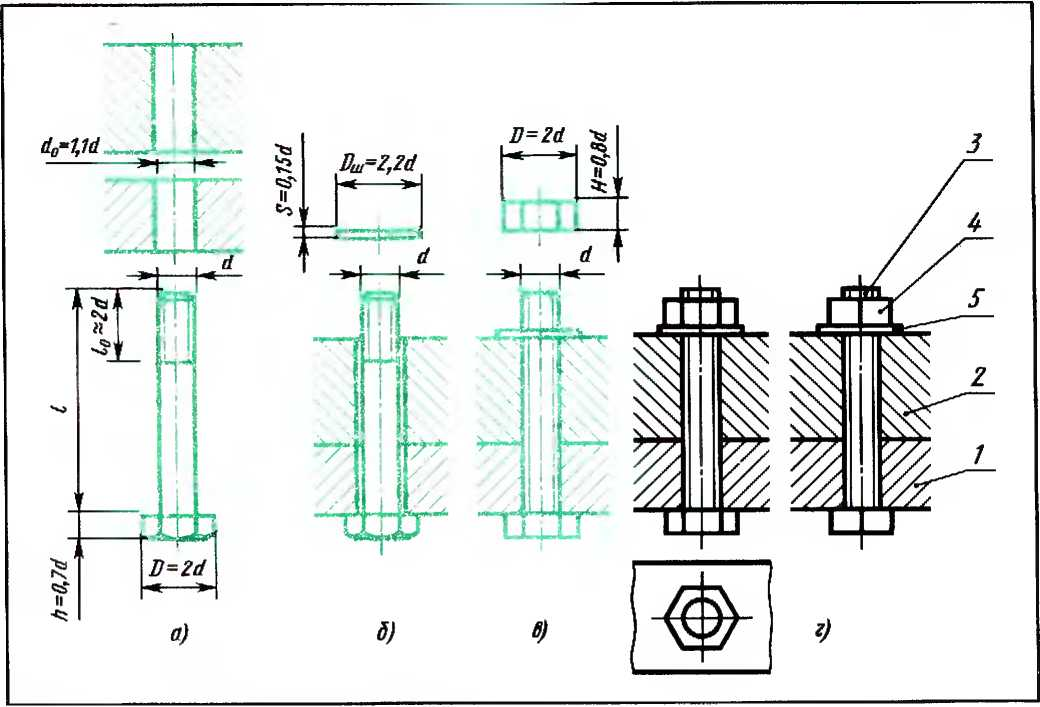 d₀=1,1d
d
l₀≈2d
l
h=0,7d
D=2d
а)
S=0,15d
Dш=2,2d
d
б)
D=2d
H=0,8d
d
в)
3
4
5
2
1
г)